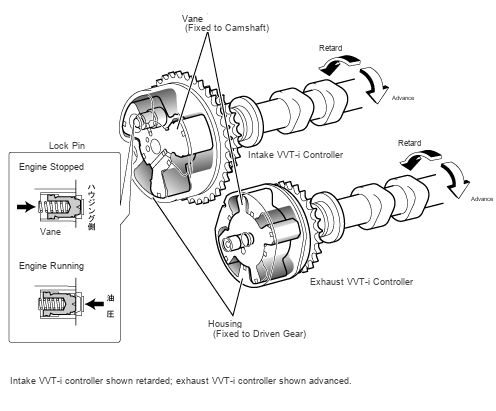 Vane
(Fixed to Camshaft)
Retard
Advance
Intake VVT-i Controller
Lock Pin
Engine Stopped
ハウジング側
Vane
Engine Running
油圧
Retard
Advance
Exhaust VVT-i Controller
Housing
(Fixed to Driven Gear)
Intake VVT-i controller shown retarded; exhaust VVT-i controller shown advanced.